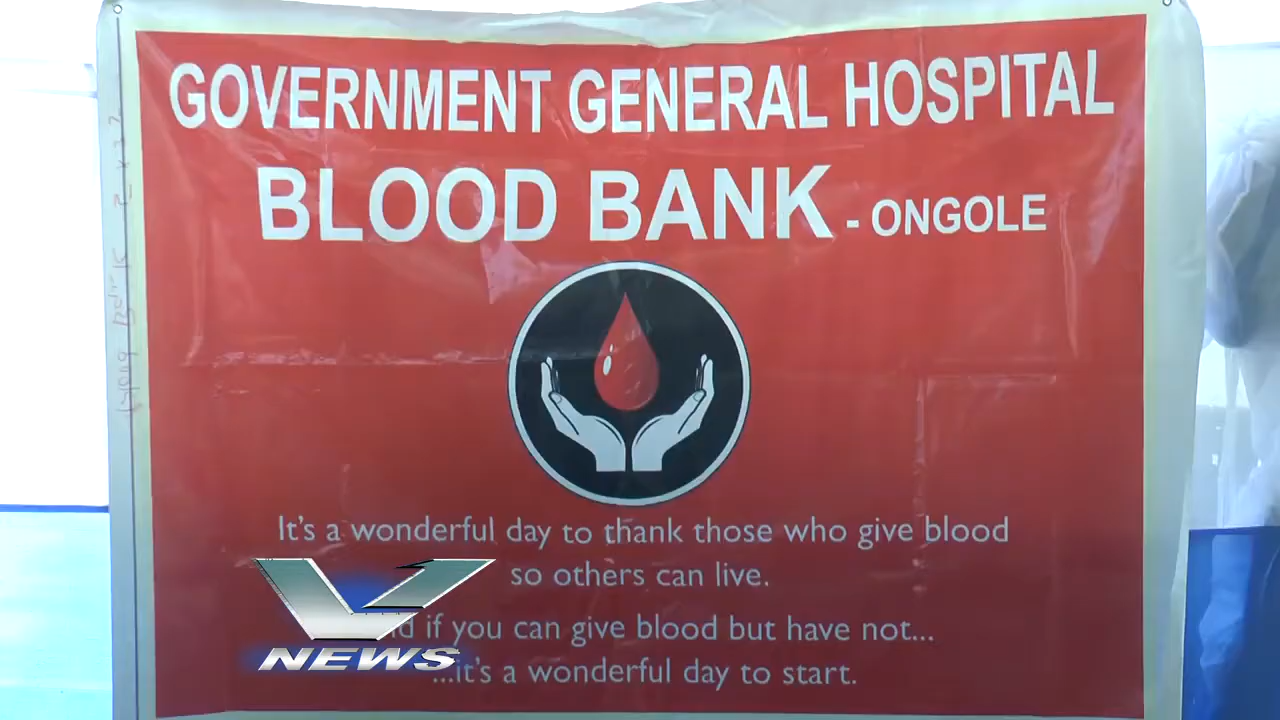 GOVERNMENT GENERAL HOSPITAL
BLOOD BANK - ONGOLE
It's a wonderful day to thank those who give blood
so others can live.
if you can give blood but have not...
...it's a wonderful day to start.
V
NEWS